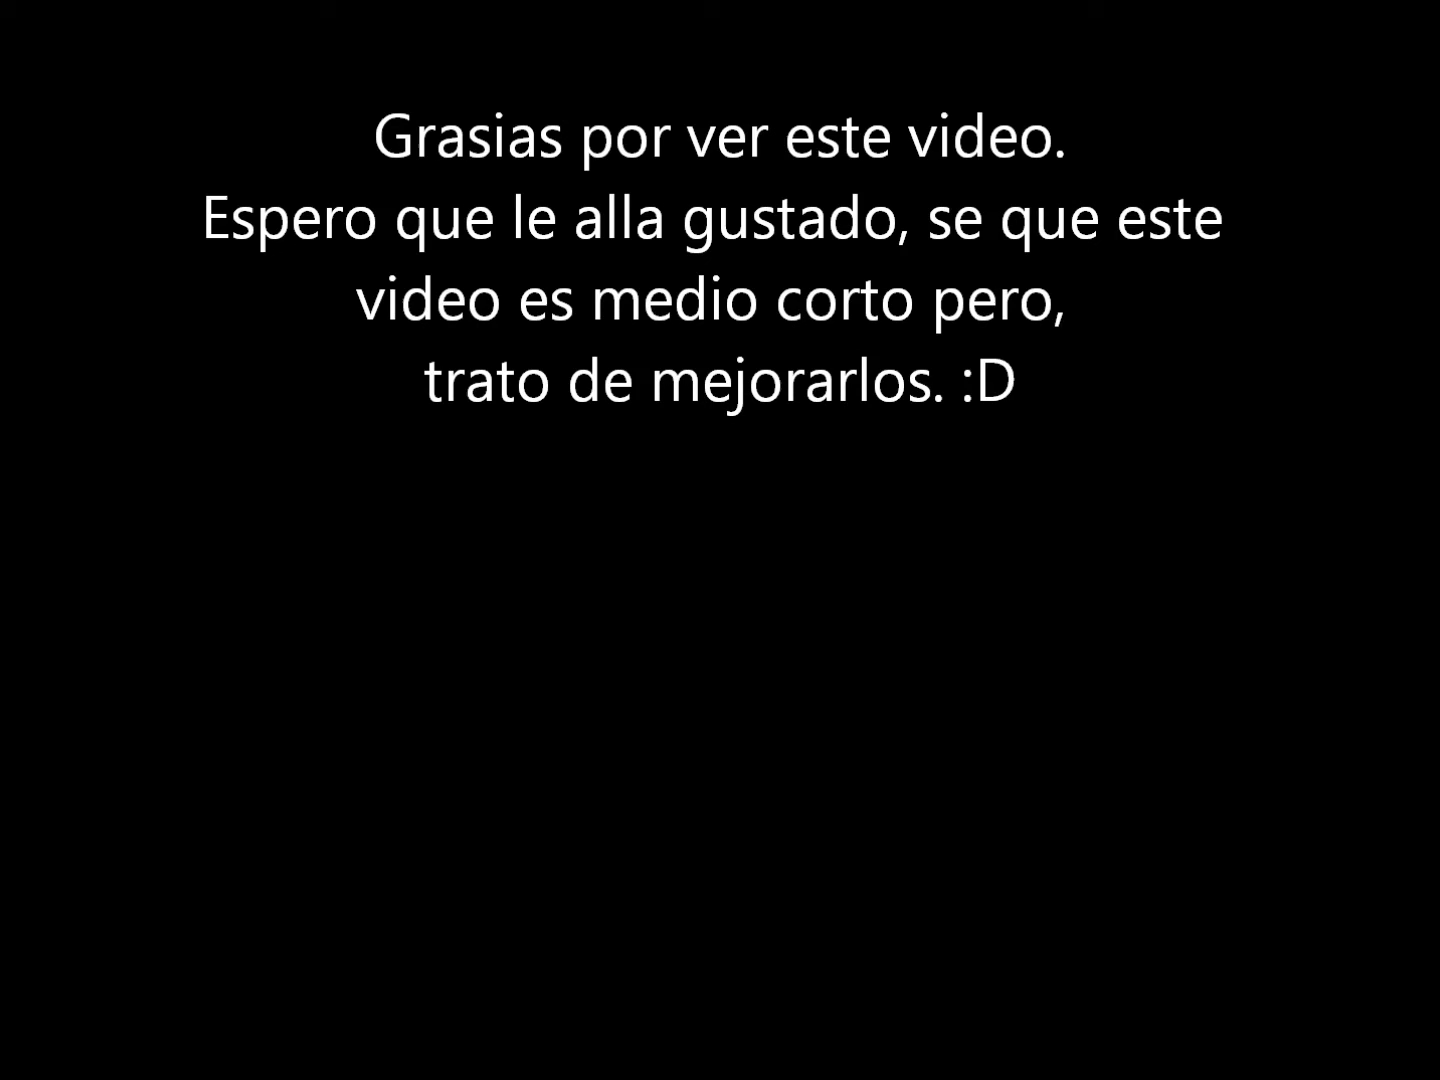 Grasias por ver este video.
Espero que le alla gustado, se que este
video es medio corto pero,
trato de mejorarlos. :D